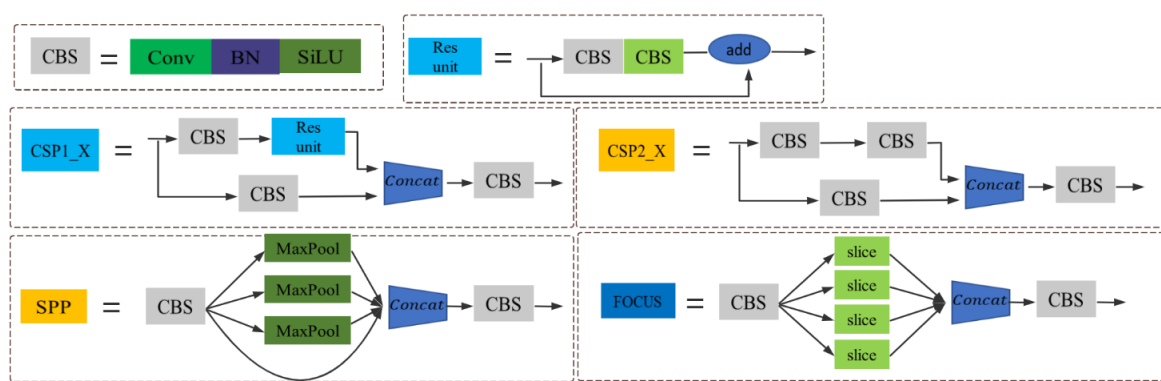 CBS = Conv BN SiLU
Res unit = CBS CBS add
CSP1_X = CBS Res unit
CBS Concat CBS
CSP2_X = CBS CBS
CBS Concat CBS
SPP = CBS MaxPool
MaxPool
MaxPool
Concat CBS
FOCUS = CBS slice
slice
slice
slice
Concat CBS